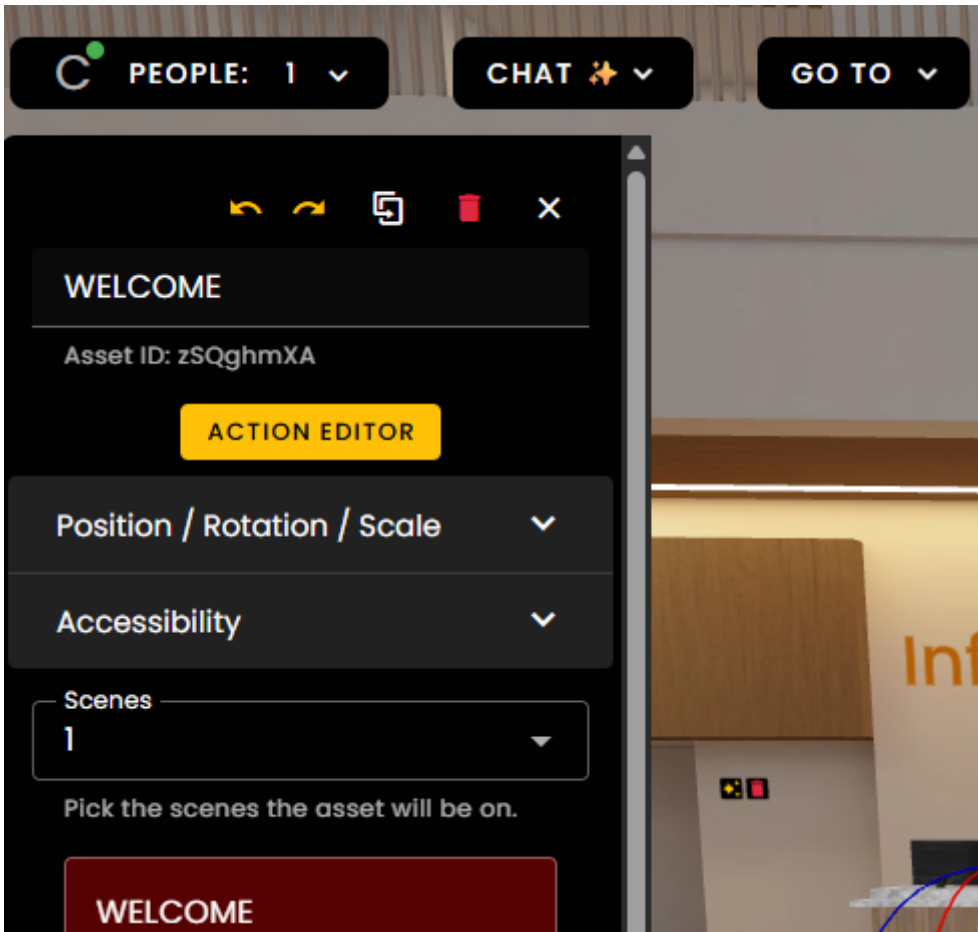 C PEOPLE: 1 CHAT GO TO
WELCOME
Asset ID: zSQghmXA
ACTION EDITOR
Position / Rotation / Scale
Accessibility
Scenes
1
Pick the scenes the asset will be on.
WELCOME
Inf